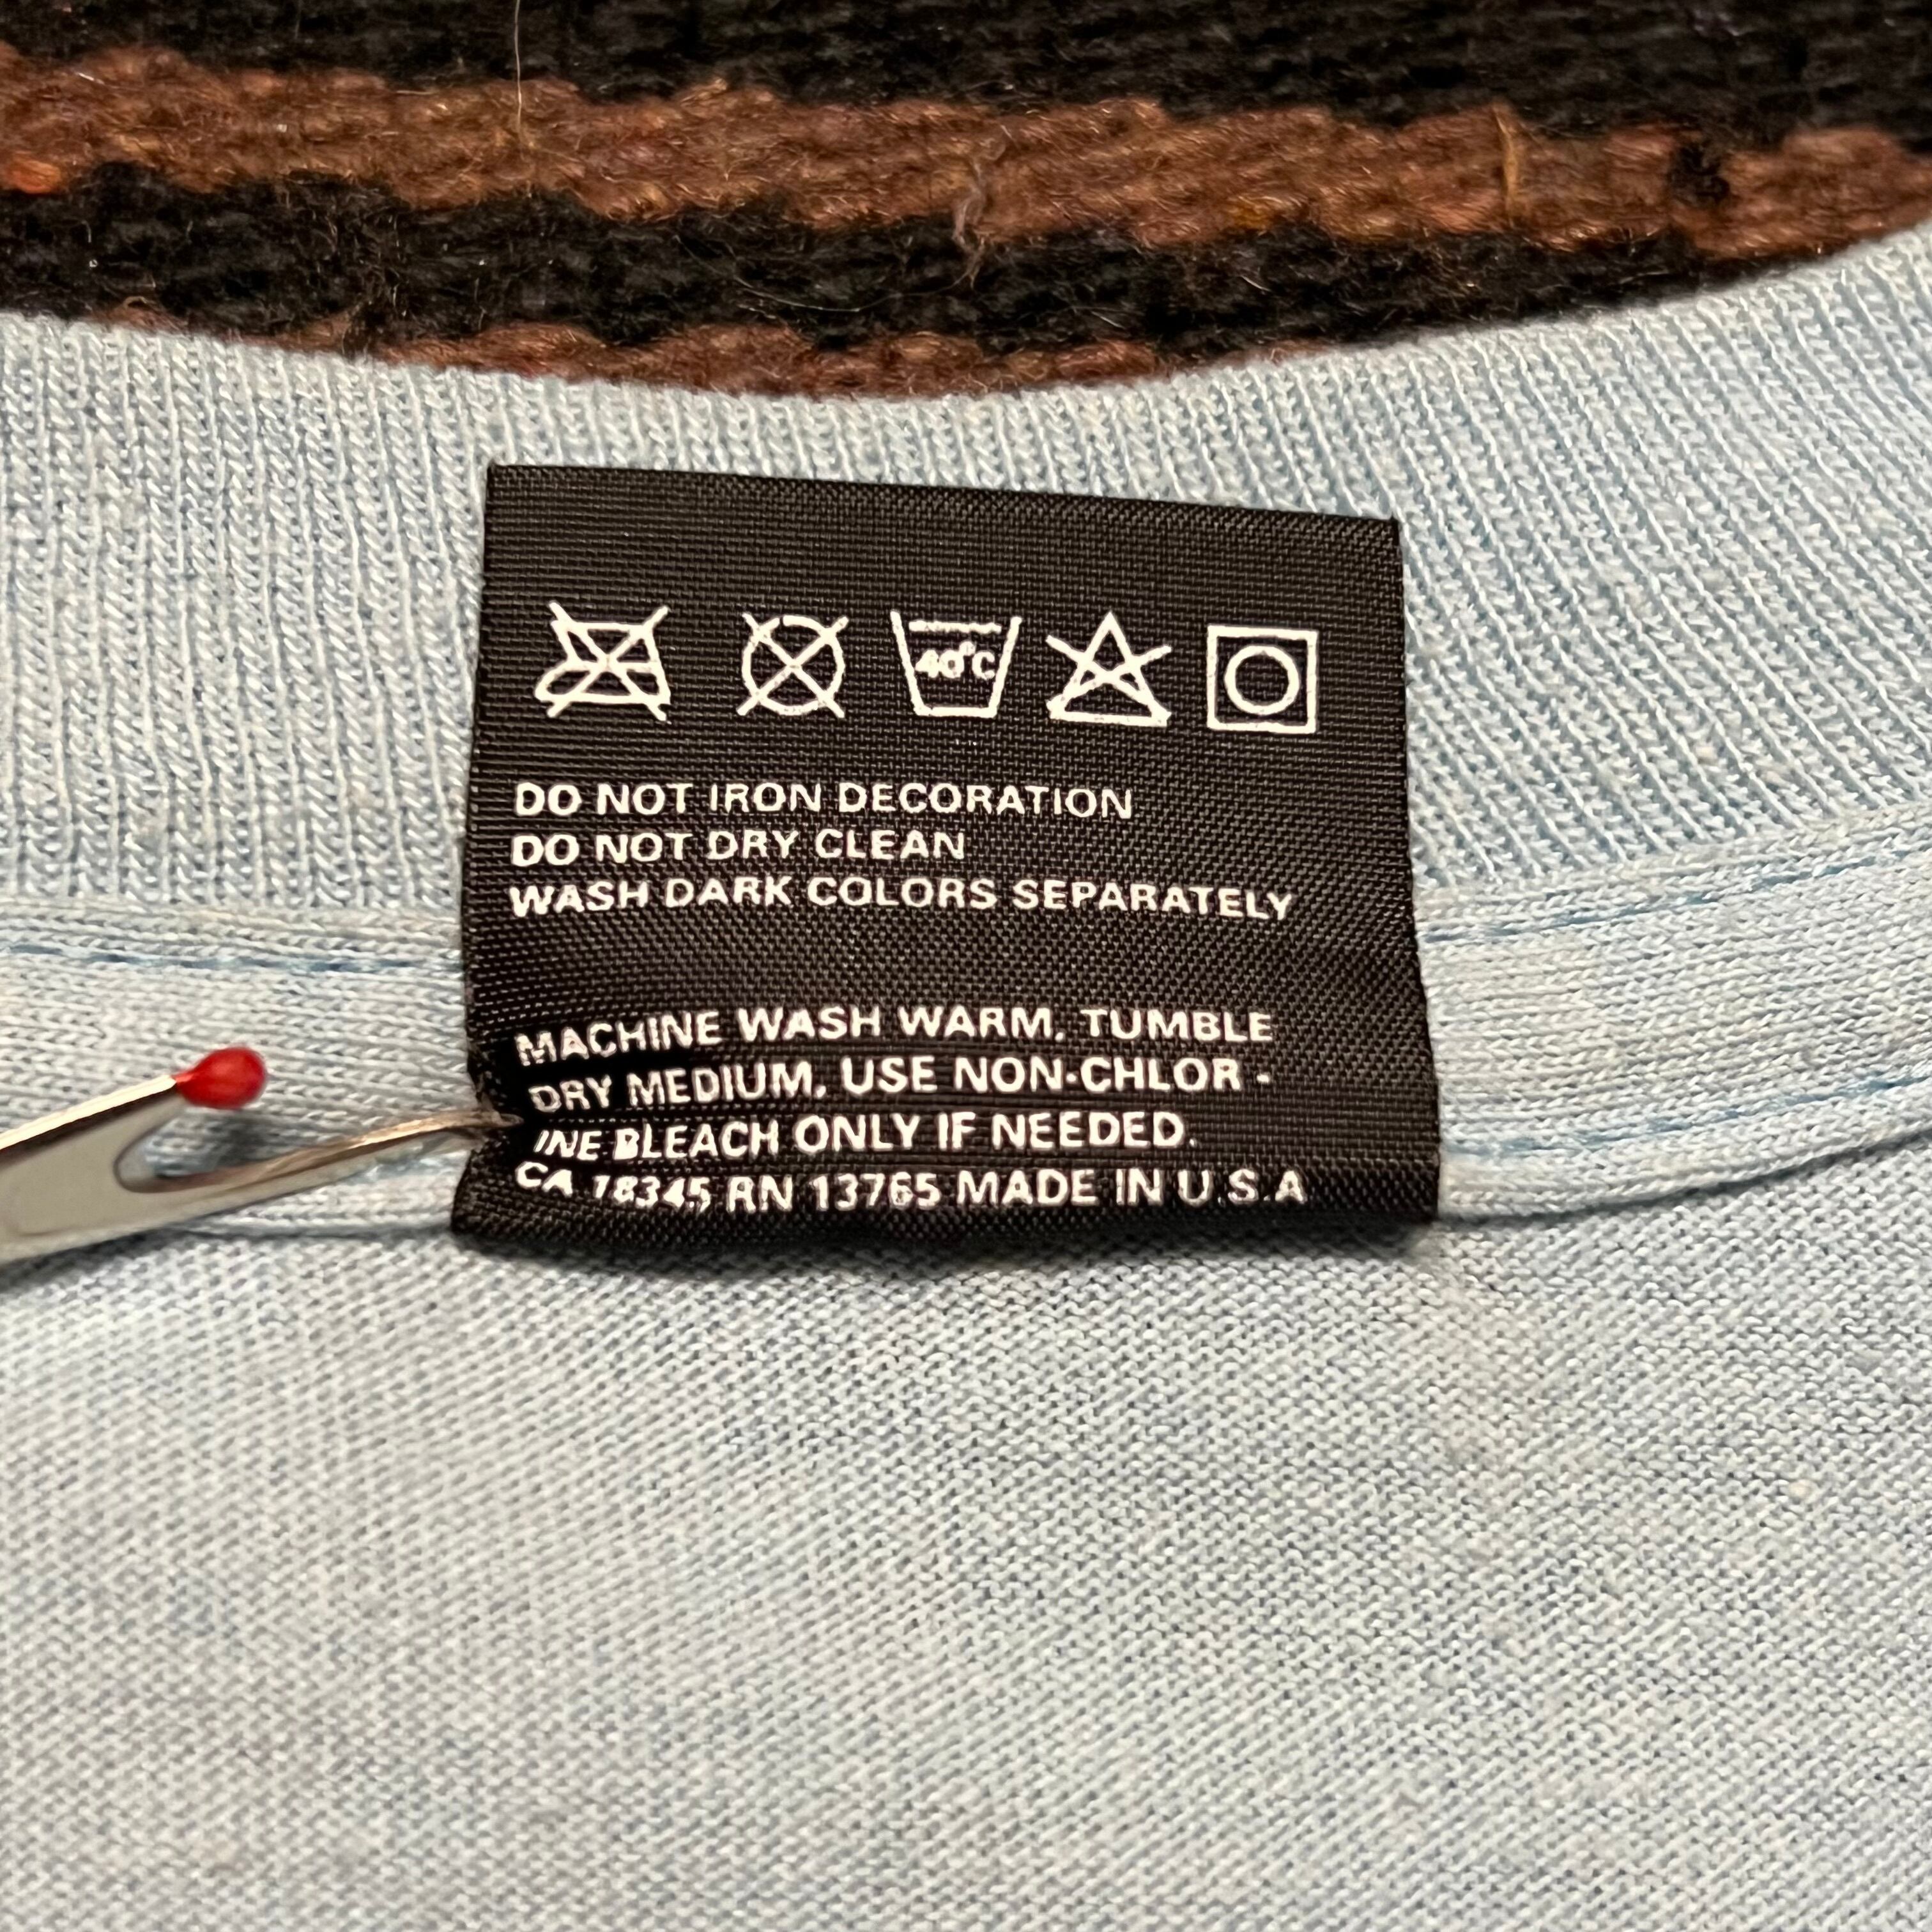 40°C
DO NOT IRON DECORATION
DO NOT DRY CLEAN
WASH DARK COLORS SEPARATELY
MACHINE WASH WARM. TUMBLE
DRY MEDIUM. USE NON-CHLOR -
INE BLEACH ONLY IF NEEDED.
CA 18345 RN 13765 MADE IN U.S.A